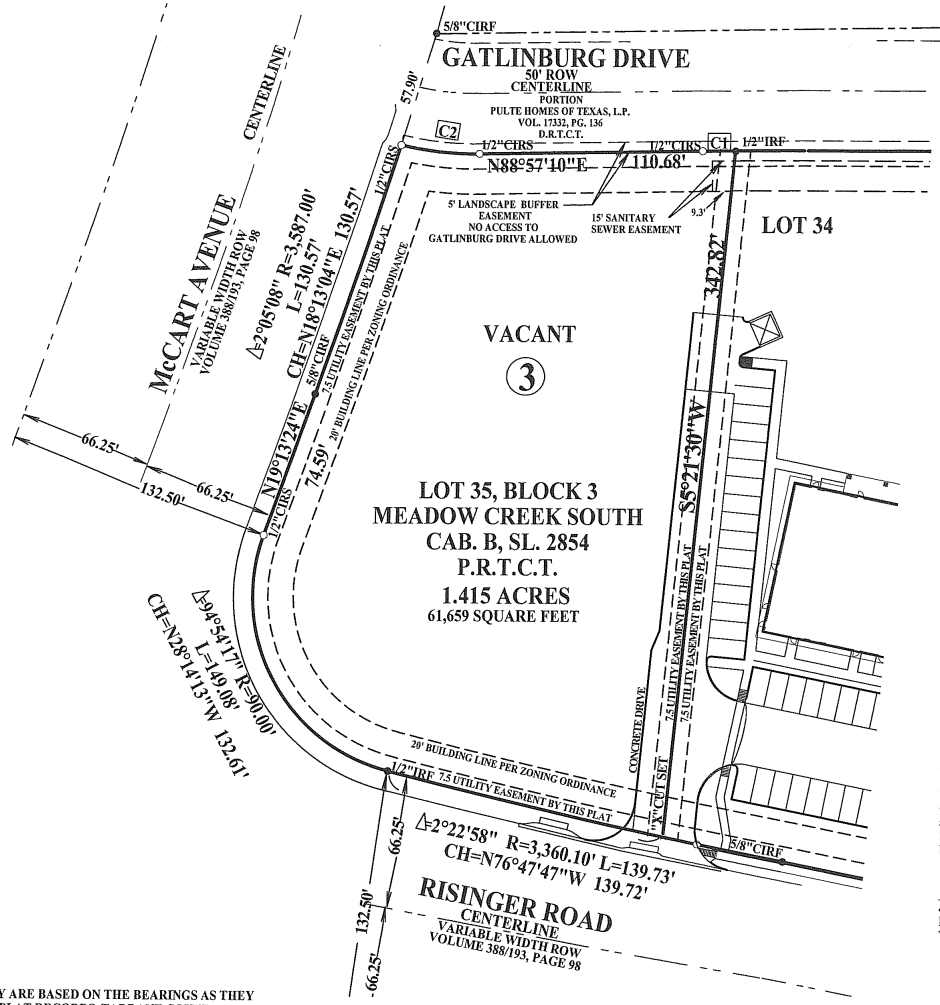 5/8"CIRF
GATLINBURG DRIVE
50' ROW
CENTERLINE
PORTION
PULTE HOMES OF TEXAS, L.P.
VOL. 17332, PG. 136
D.R.T.C.T.
CENTERLINE
57.90'
C2
1/2"CIRS
1/2"CIRS
N88°57'10"E 110.68'
1/2"CIRS
C1
1/2"IRF
5' LANDSCAPE BUFFER
EASEMENT
NO ACCESS TO
GATLINBURG DRIVE ALLOWED
15' SANITARY
SEWER EASEMENT
9.3'
LOT 34
McCART AVENUE
VARIABLE WIDTH ROW
VOLUME 388/193, PAGE 98
Δ=2°05'08" R=3,587.00'
L=130.57'
CH=N18°13'04"E 130.57'
5/8"CIRF
7.5 UTILITY EASEMENT BY THIS PLAT
20' BUILDING LINE PER ZONING ORDINANCE
342.82'
S5°21'30"W
VACANT
3
66.25'
66.25'
132.50'
N19°13'24"E
74.59'
1/2"CIRS
LOT 35, BLOCK 3
MEADOW CREEK SOUTH
CAB. B, SL. 2854
P.R.T.C.T.
1.415 ACRES
61,659 SQUARE FEET
7.5 UTILITY EASEMENT BY THIS PLAT
7.5 UTILITY EASEMENT BY THIS PLAT
CONCRETE DRIVE
"X"CUT SET
Δ=94°54'17" R=90.00'
L=149.08'
CH=N28°14'13"W 132.61'
20' BUILDING LINE PER ZONING ORDINANCE
1/2"IRF
7.5 UTILITY EASEMENT BY THIS PLAT
5/8"CIRF
Δ=2°22'58" R=3,360.10' L=139.73'
CH=N76°47'47"W 139.72'
66.25'
132.50'
66.25'
RISINGER ROAD
CENTERLINE
VARIABLE WIDTH ROW
VOLUME 388/193, PAGE 98
Y ARE BASED ON THE BEARINGS AS THEY